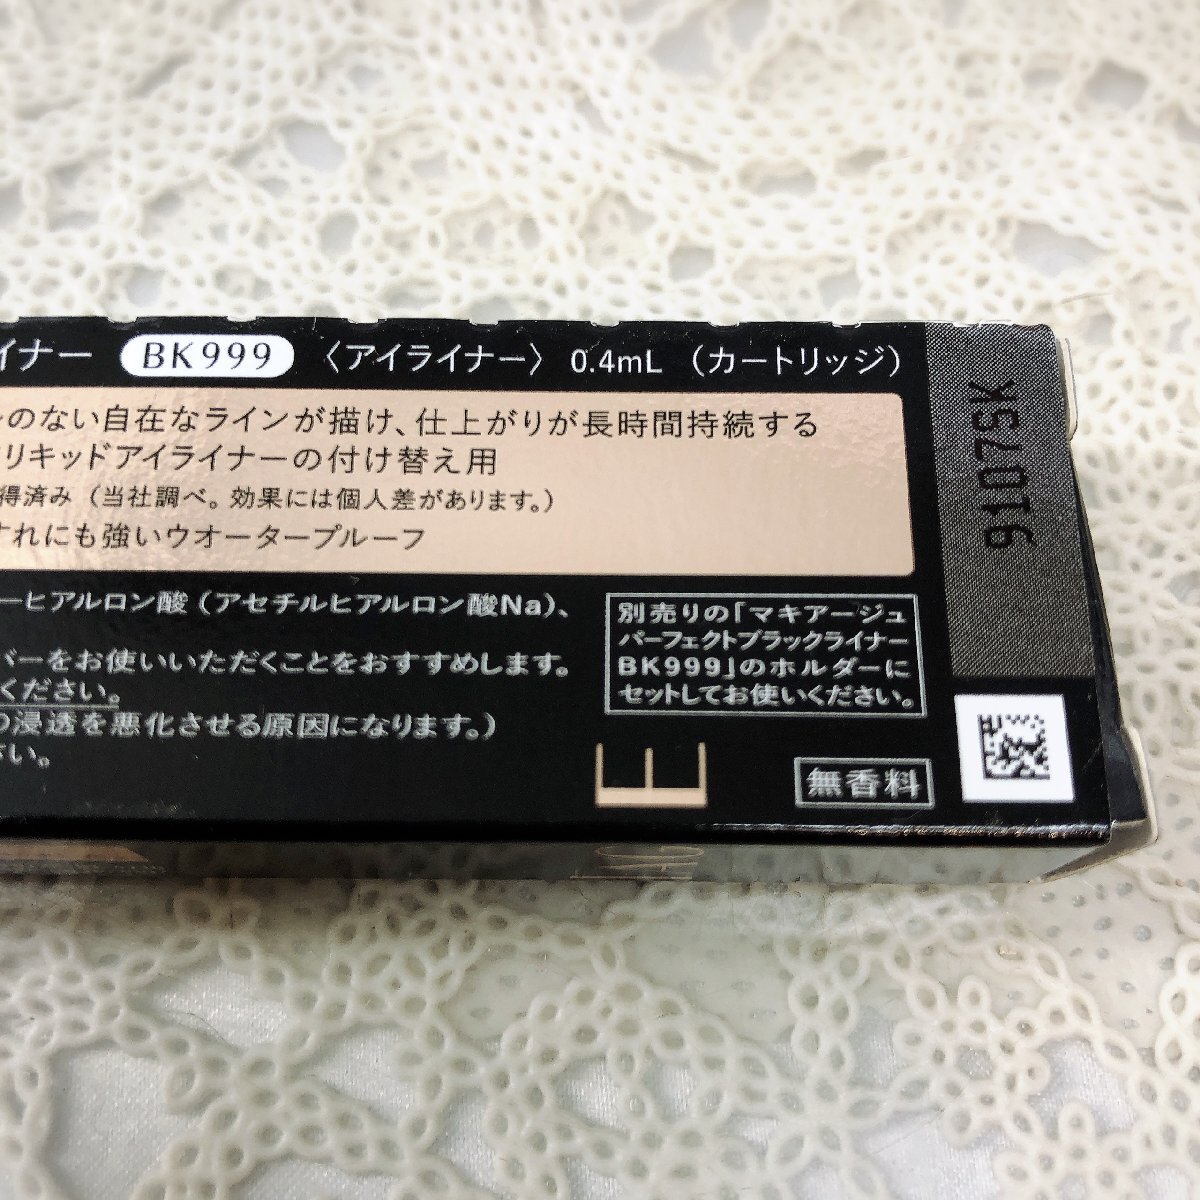 イナー BK999 〈アイライナー〉 0.4mL （カートリッジ）
のない自在なラインが描け、仕上がりが長時間持続する
リキッドアイライナーの付け替え用
得済み（当社調べ。効果には個人差があります。）
すれにも強いウオータープルーフ
ーヒアルロン酸（アセチルヒアルロン酸Na）、
バーをお使いいただくことをおすすめします。
ください。
の浸透を悪化させる原因になります。）
さい。
別売りの「マキアージュ
パーフェクトブラックライナー
BK999」のホルダーに
セットしてお使いください。
E
無香料
9107SK